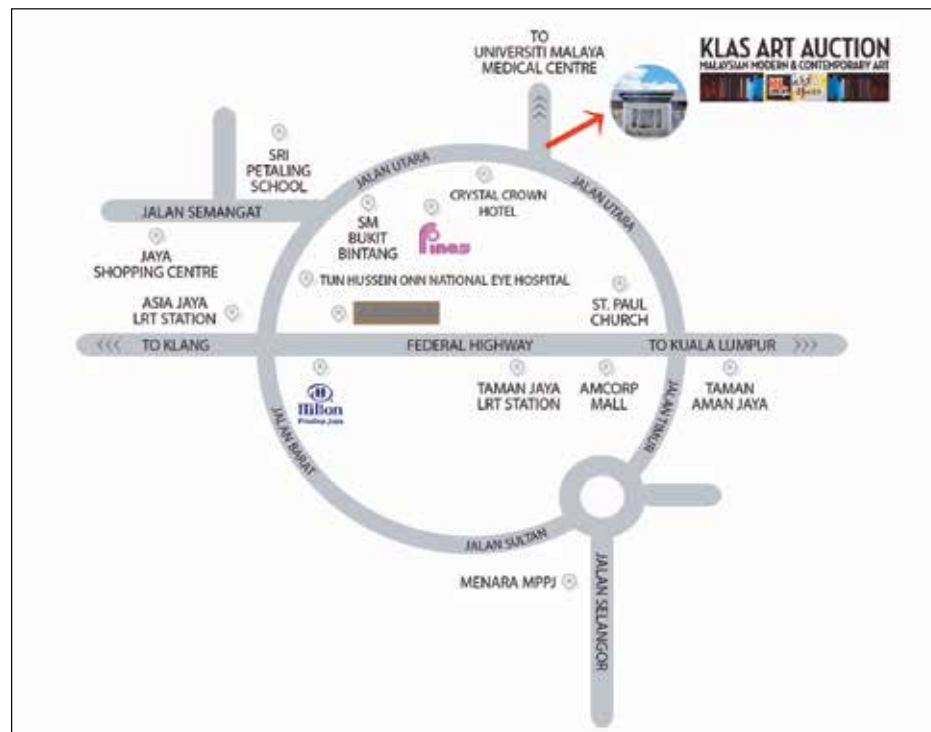 TO
UNIVERSITI MALAYA
MEDICAL CENTRE
KLAS ART AUCTION
MALAYSIAN MODERN & CONTEMPORARY ART
SRI
PETALING
SCHOOL
JALAN UTARA
CRYSTAL CROWN
HOTEL
JALAN UTARA
JALAN SEMANGAT
SM
BUKIT
BINTANG
Pines
JAYA
SHOPPING CENTRE
TUN HUSSEIN ONN NATIONAL EYE HOSPITAL
ASIA JAYA
LRT STATION
ST. PAUL
CHURCH
<<< TO KLANG
FEDERAL HIGHWAY
TO KUALA LUMPUR >>>
Hilton
Petaling Jaya
TAMAN JAYA
LRT STATION
AMCORP
MALL
JALAN TIMUR
TAMAN
AMAN JAYA
JALAN BARAT
JALAN SULTAN
MENARA MPPJ
JALAN SELANGOR